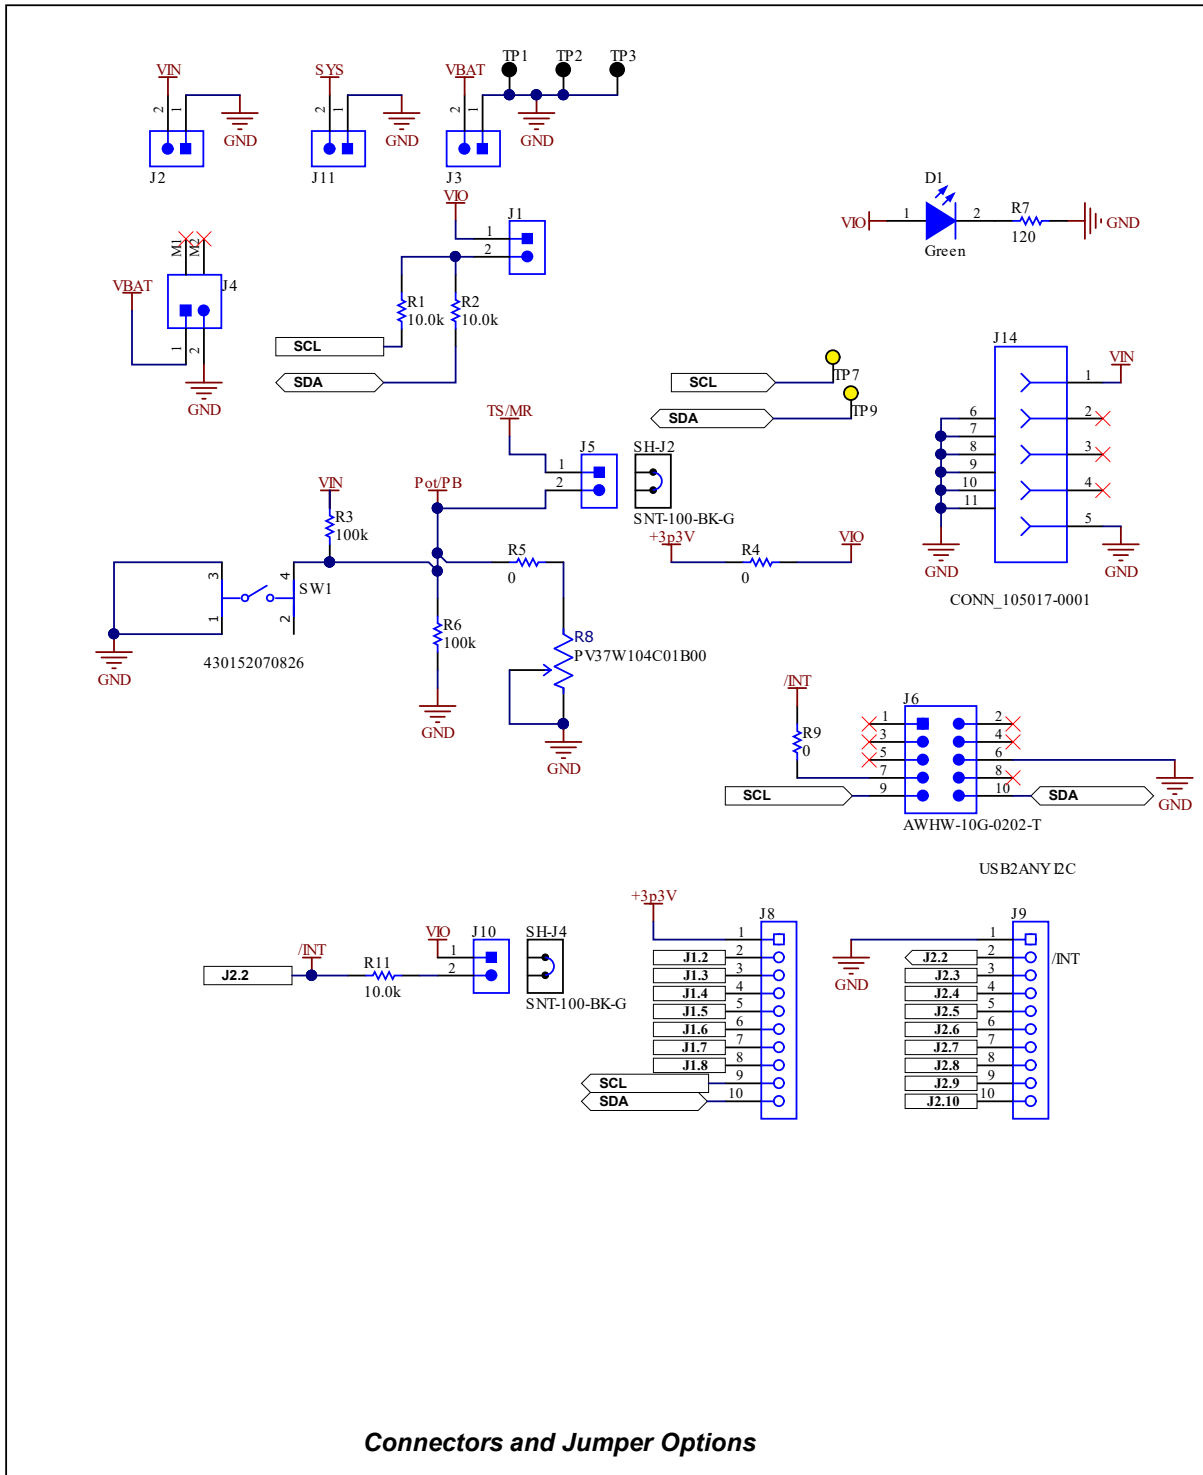 TP1 TP2 TP3
VIN SYS VBAT
2 1 2 1 2 1
GND GND GND
J2 J11 J3
VIO J1
1
2
D1
VIO 1 2 R7 GND
Green 120
M1 M2
VBAT J4
1 2
GND
R1 R2
10.0k 10.0k
SCL
SDA
J14
VIN
1
SCL TP7
SDA TP9
6 2
7
8 3
9
10 4
11
5
GND GND
CONN_105017-0001
TS/MR
J5 SH-J2
1
2
SNT-100-BK-G
VIN Pot/PB
R3
100k
+3p3V R4 VIO
0
R5
0
3 4
SW1
1 2
GND
430152070826
R6
100k
GND
R8
PV37W104C01B00
GND
/INT J6
R9
0
1 2
3 4
5 6
7 8
9 10
SCL SDA
GND
AWHW-10G-0202-T
USB2ANY I2C
/INT VIO J10 SH-J4
J2.2 R11 1
10.0k 2
SNT-100-BK-G
+3p3V J8
1
J1.2 2
J1.3 3
J1.4 4
J1.5 5
J1.6 6
J1.7 7
J1.8 8
SCL 9
SDA 10
J9
1
GND
J2.2 2 /INT
J2.3 3
J2.4 4
J2.5 5
J2.6 6
J2.7 7
J2.8 8
J2.9 9
J2.10 10
Connectors and Jumper Options